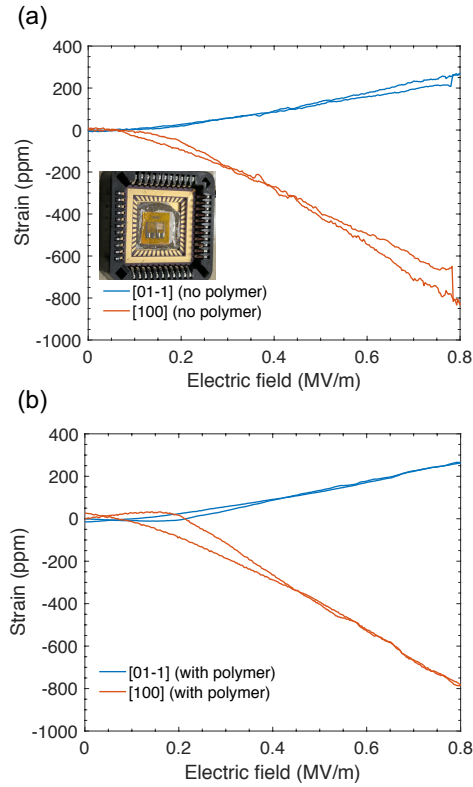 (a)
400
200
0
-200
-400
-600
-800
-1000
Strain (ppm)
[01-1] (no polymer)
[100] (no polymer)
0 0.2 0.4 0.6 0.8
Electric field (MV/m)
(b)
400
200
0
-200
-400
-600
-800
-1000
Strain (ppm)
[01-1] (with polymer)
[100] (with polymer)
0 0.2 0.4 0.6 0.8
Electric field (MV/m)